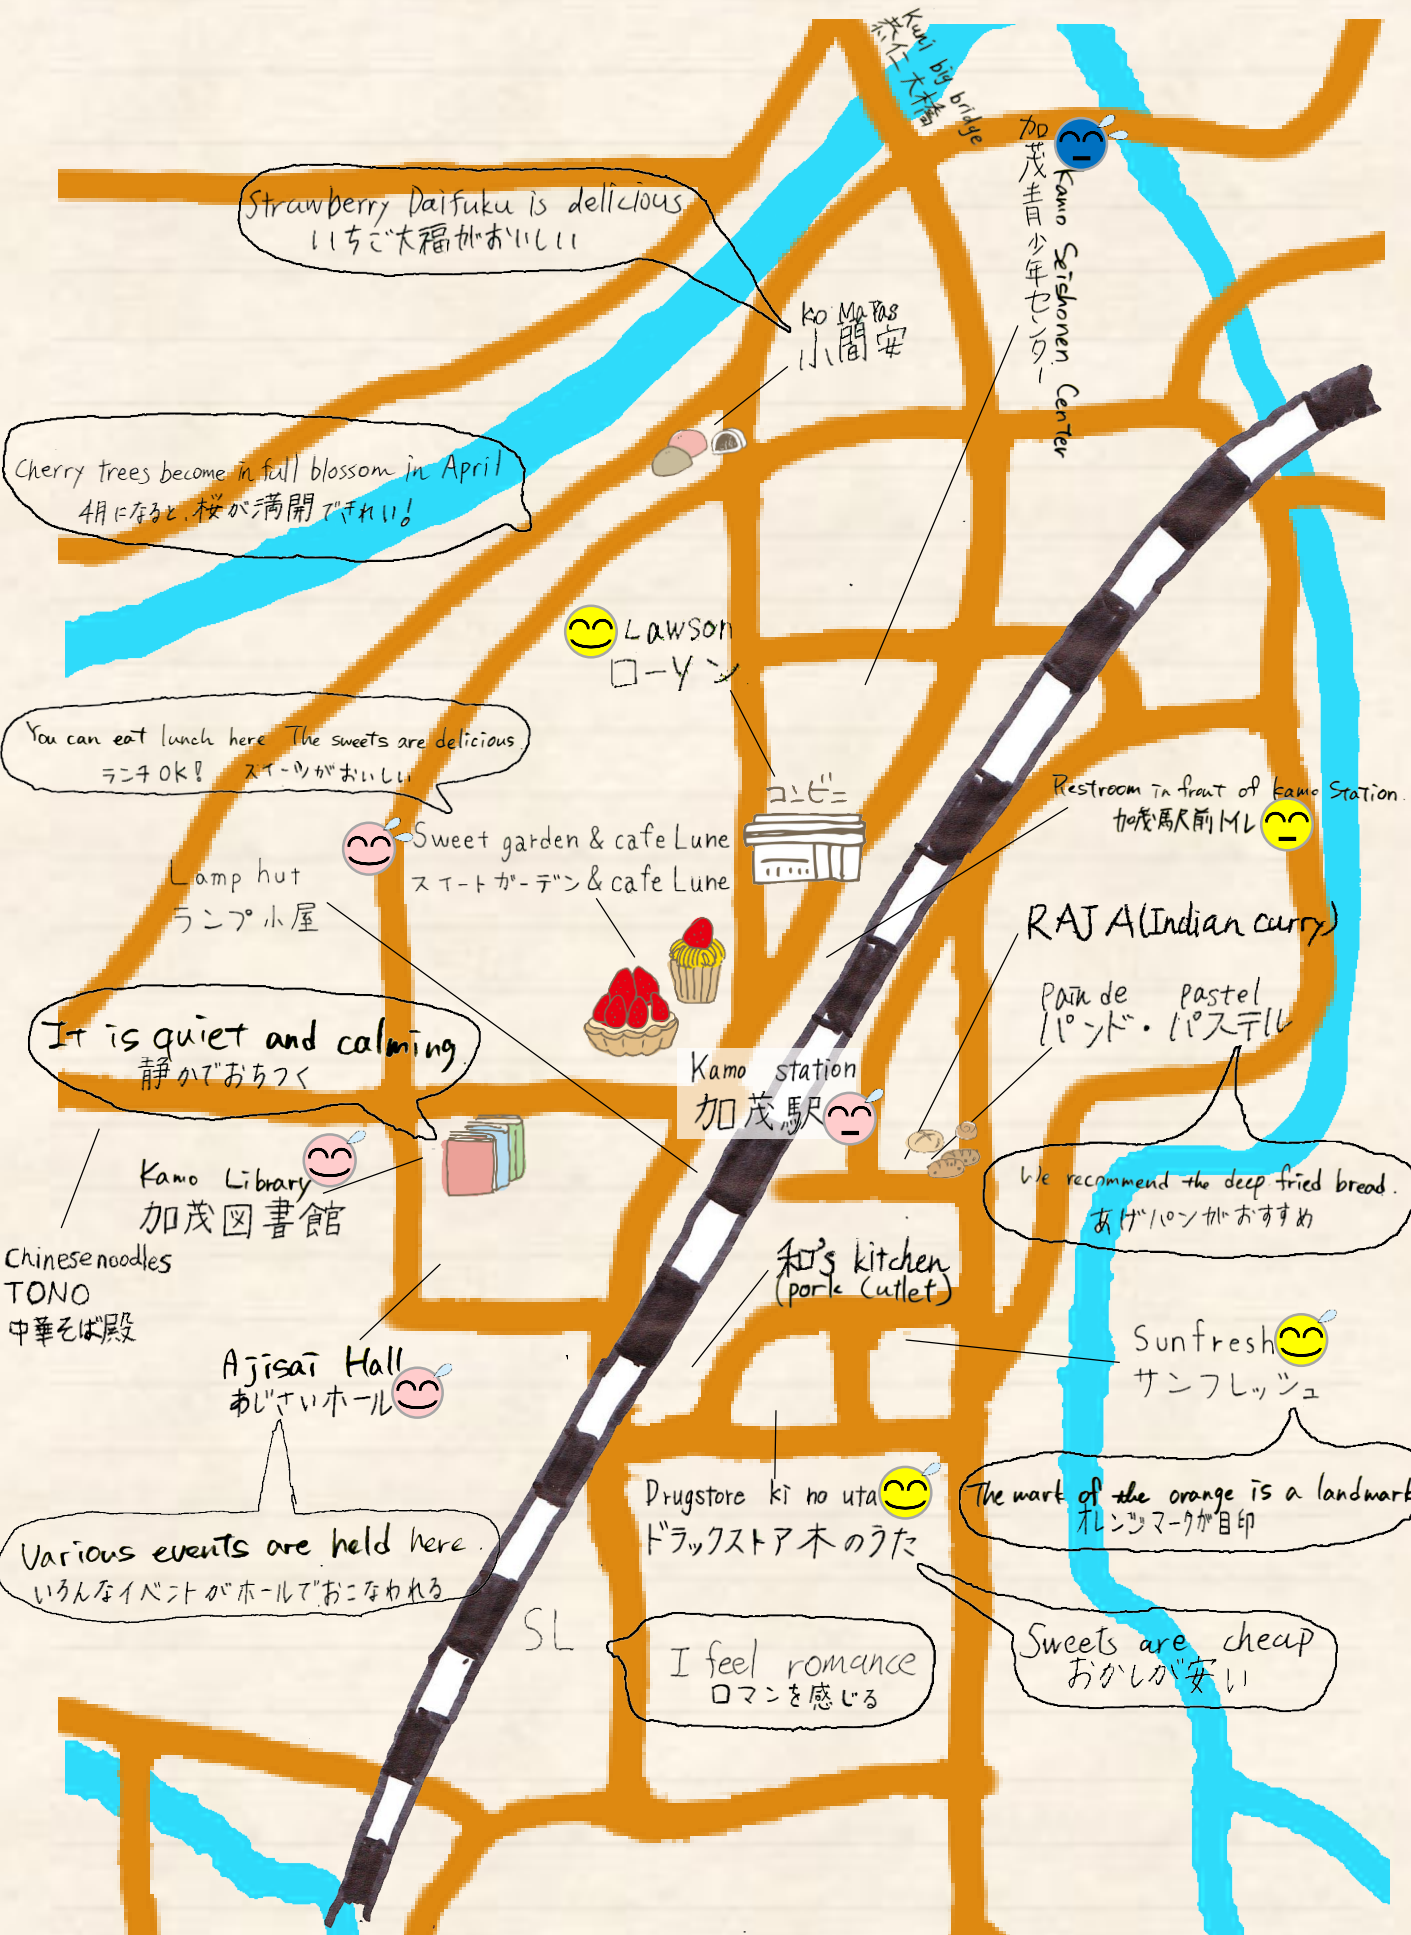 Kuni big bridge
恭仁大橋
加茂青少年センター
Kamo Seishonen Center
Strawberry Daifuku is delicious
いちご大福がおいしい
Ko Ma Yas
小間安
Cherry trees become in full blossom in April
4月になると、桜が満開できれい!
Lawson
ローソン
You can eat lunch here The sweets are delicious
ランチOK! スイーツがおいしい
コンビニ
Restroom in front of kamo Station.
加茂駅前トイレ
Sweet garden & cafe Lune
スイートガーデン&cafe Lune
Lamp hut
ランプ小屋
RAJA(Indian curry)
Pain de pastel
パンド・パステル
It is quiet and calming.
静かでおちつく
Kamo station
加茂駅
Kamo Library
加茂図書館
We recommend the deep fried bread.
あげパンがおすすめ
Chinese noodles
TONO
中華そば殿
和's kitchen
(pork cutlet)
Sunfresh
サンフレッシュ
Ajisai Hall
あじさいホール
The mark of the orange is a landmark
オレンジマークが目印
Drugstore ki no uta
ドラックストア木のうた
Various events are held here.
いろんなイベントがホールでおこなわれる
SL
I feel romance
ロマンを感じる
Sweets are cheap
おかしが安い